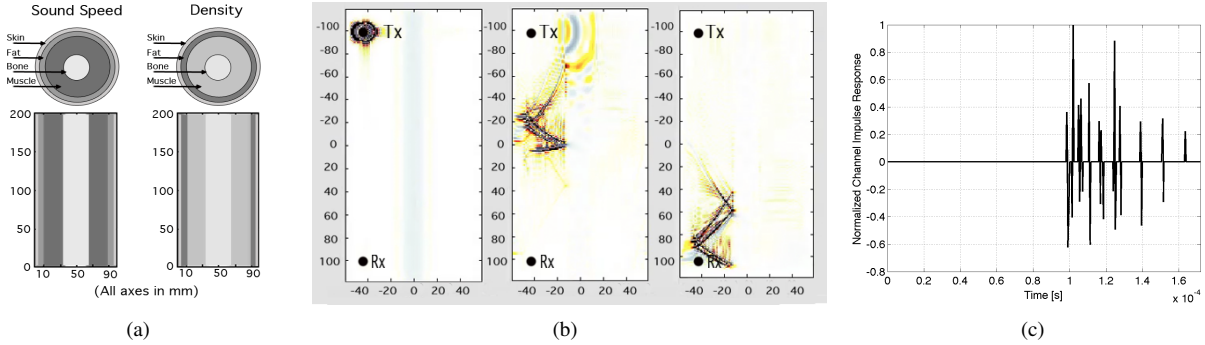 Sound Speed
Density
Skin
Fat
Bone
Muscle
Skin
Fat
Bone
Muscle
200
150
100
50
0
10 50 90
200
150
100
50
0
10 50 90
(All axes in mm)
(a)
-100
-80
-60
-40
-20
0
20
40
60
80
100
Tx
Rx
-40 -20 0 20 40
-100
-80
-60
-40
-20
0
20
40
60
80
100
Tx
Rx
-40 -20 0 20 40
-100
-80
-60
-40
-20
0
20
40
60
80
100
Tx
Rx
-40 -20 0 20 40
(b)
Normalized Channel Impulse Response
1
0.8
0.6
0.4
0.2
0
-0.2
-0.4
-0.6
-0.8
0 0.2 0.4 0.6 0.8 1 1.2 1.4 1.6
Time [s]
x 10⁻⁴
(c)